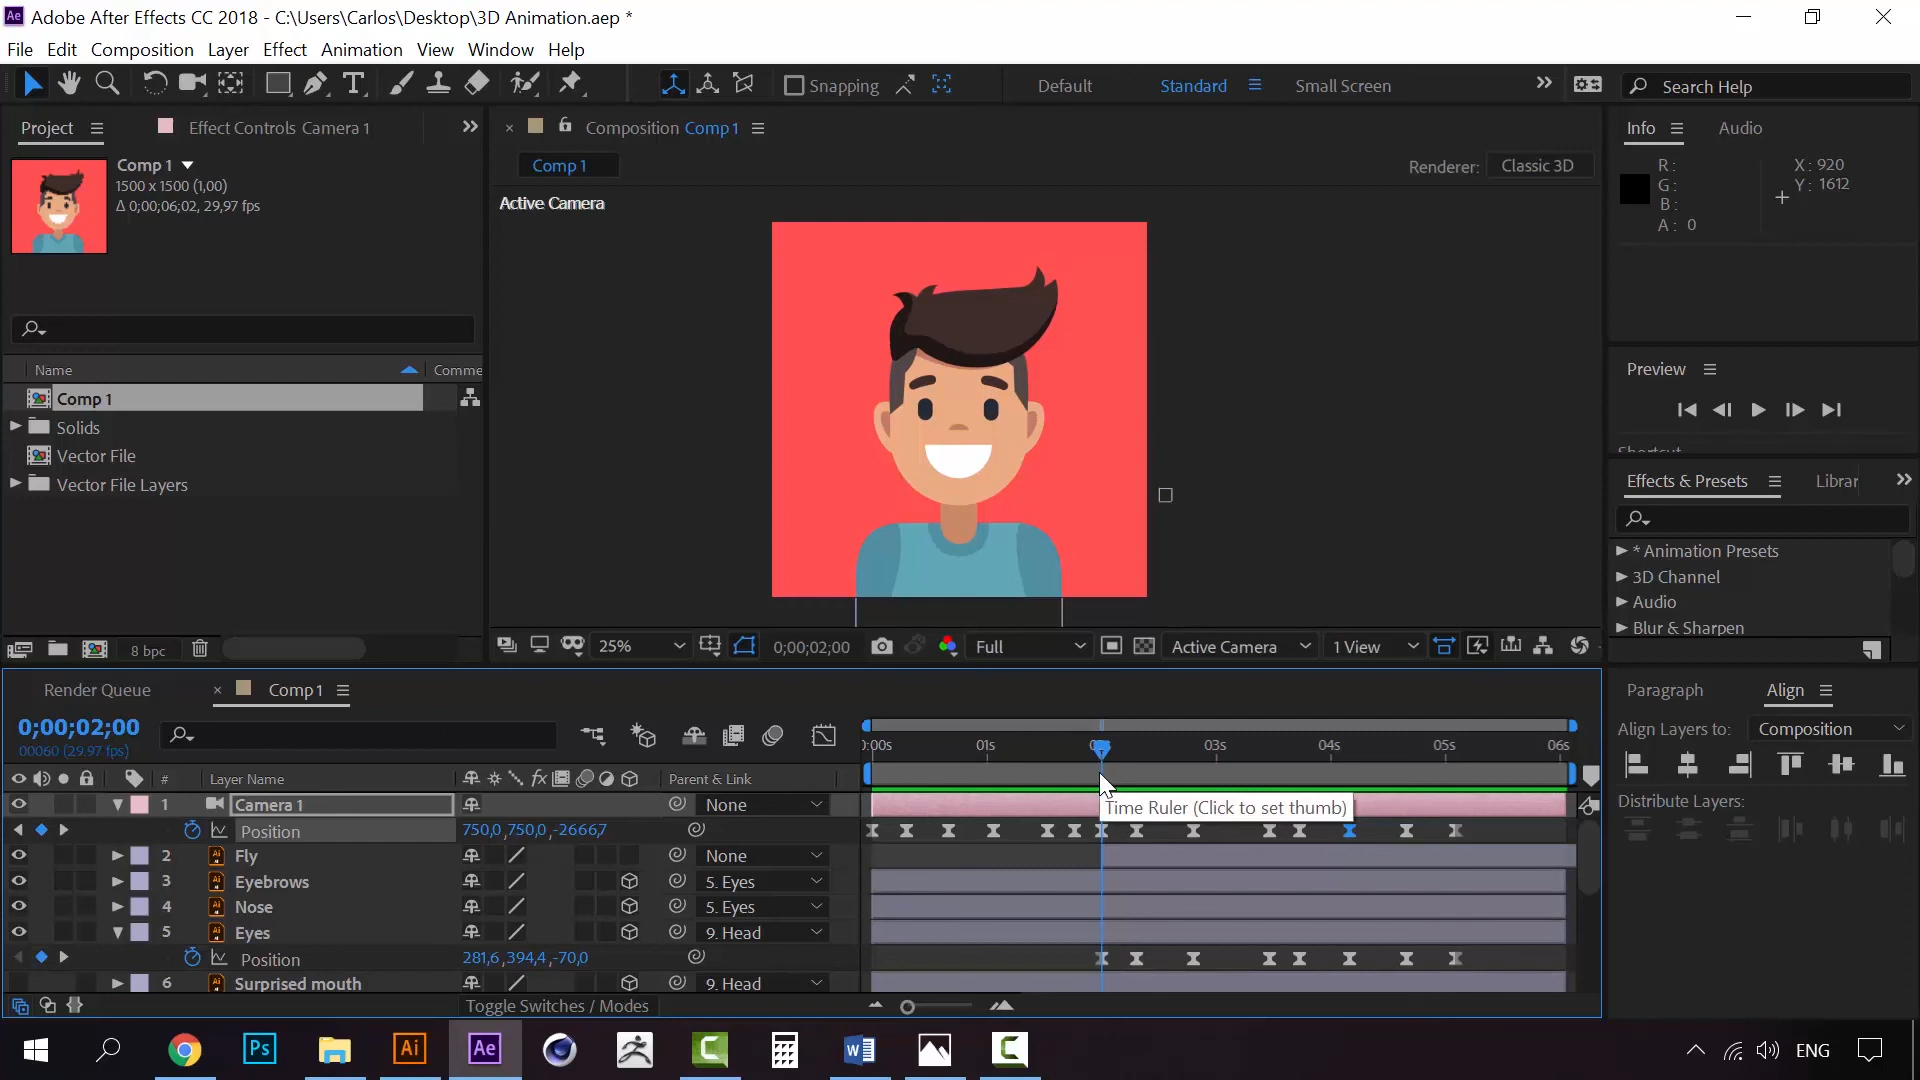 Adobe After Effects CC 2018 - C:\Users\Carlos\Desktop\3D Animation.aep *
File Edit Composition Layer Effect Animation View Window Help
Snapping Default Standard Small Screen Search Help
Project Effect Controls Camera 1
Composition Comp 1
Info Audio
Comp 1
1500 x 1500 (1,00)
Δ 0;00;06;02, 29,97 fps
Comp 1
Renderer: Classic 3D
Active Camera
R :
G :
B :
A : 0
X : 920
Y : 1612
Preview
Name Comme
Comp 1
Solids
Vector File
Vector File Layers
Effects & Presets Librar
* Animation Presets
3D Channel
Audio
Blur & Sharpen
8 bpc
25% 0;00;02;00 Full Active Camera 1 View
Render Queue Comp 1
Paragraph Align
0;00;02;00
00060 (29.97 fps)
0:00s 01s 03s 04s 05s 06s
Align Layers to: Composition
# Layer Name fx Parent & Link
1 Camera 1 None
Time Ruler (Click to set thumb)
Distribute Layers:
Position 750,0,750,0,-2666,7
2 Fly None
3 Eyebrows 5. Eyes
4 Nose 5. Eyes
5 Eyes 9. Head
Position 281,6,394,4,-70,0
6 Surprised mouth 9. Head
Toggle Switches / Modes
Ps Ai Ae ENG